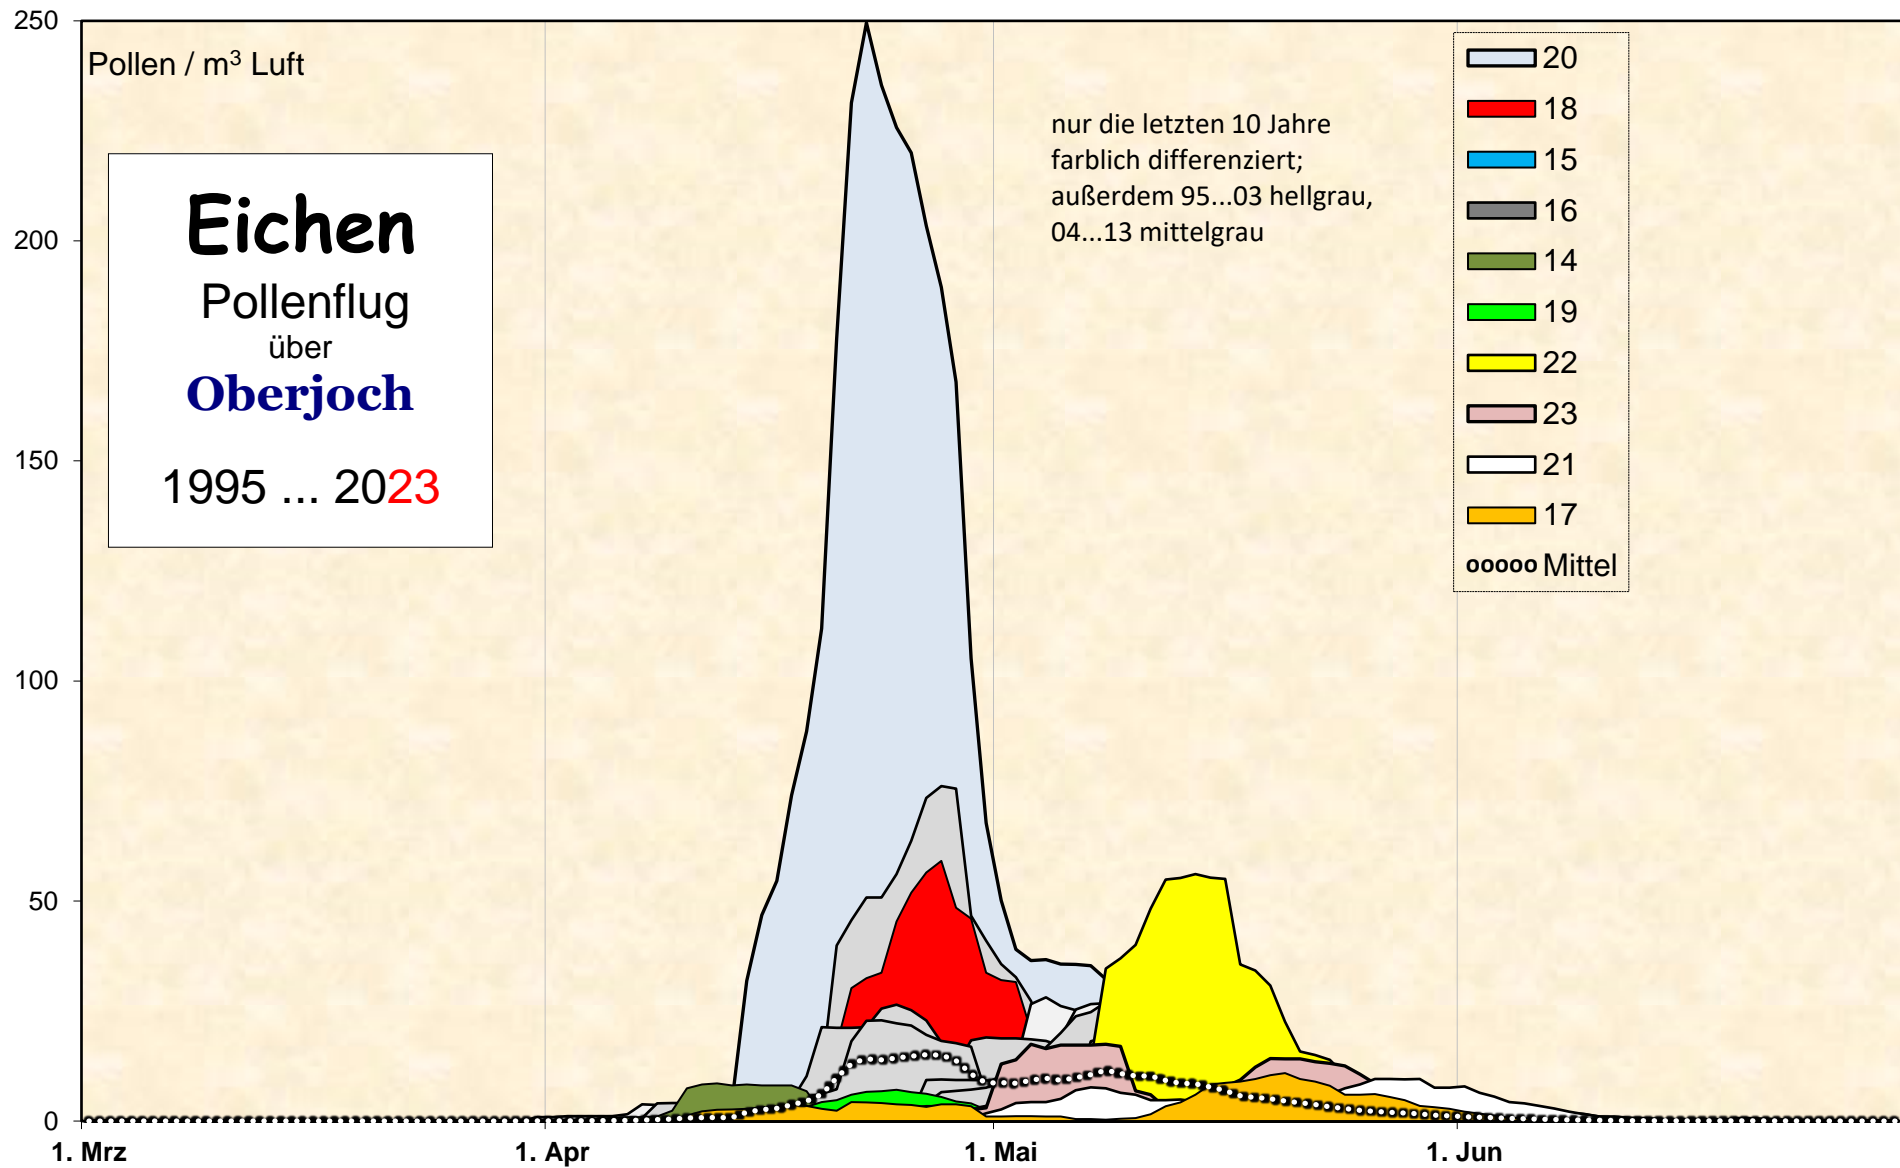 250
Pollen / m³ Luft
200
150
100
50
0
Eichen
Pollenflug
über
Oberjoch
1995 ... 2023
nur die letzten 10 Jahre
farblich differenziert;
außerdem 95...03 hellgrau,
04...13 mittelgrau
20
18
15
16
14
19
22
23
21
17
Mittel
1. Mrz
1. Apr
1. Mai
1. Jun